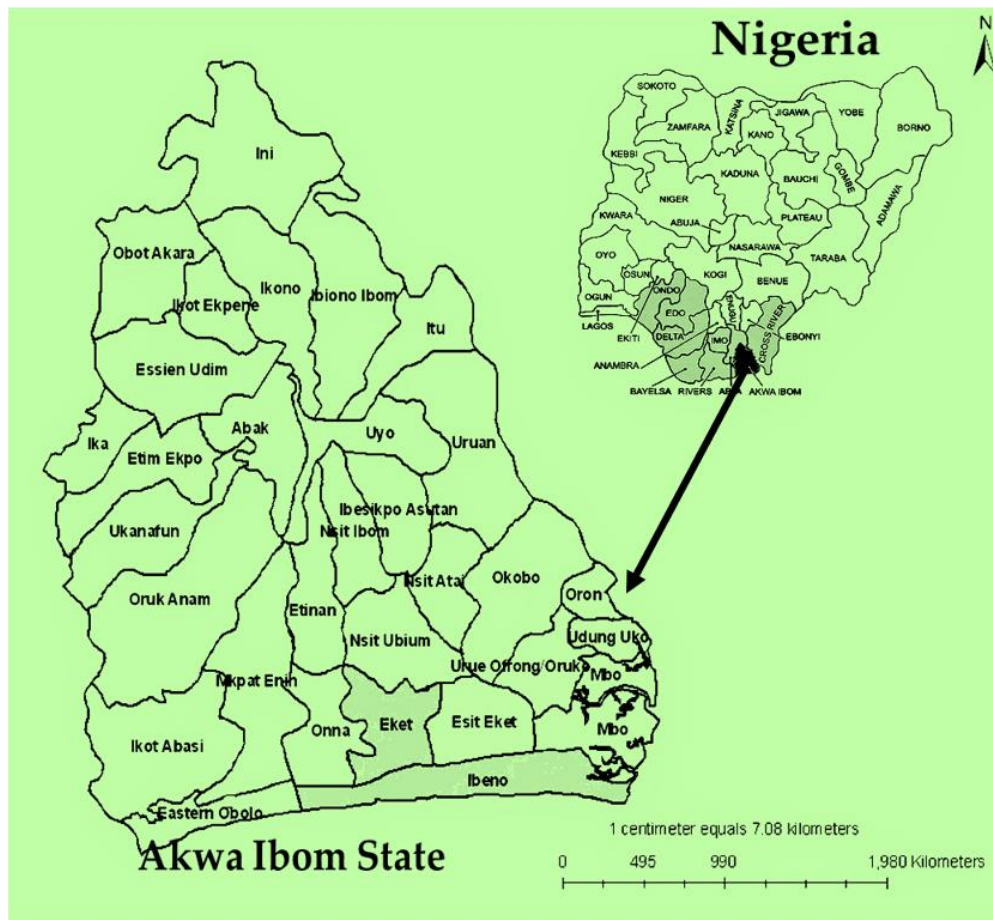 Nigeria
N
SOKOTO
KATSINA
JIGAWA
YOBE
ZAMFARA
KANO
BORNO
KEBBI
KADUNA
BAUCHI
GOMBE
ADAMAWA
NIGER
KWARA
ABUJA
PLATEAU
NASARAWA
OYO
TARABA
OSUN
KOGI
BENUE
ONDO
OGUN
ENUGU
EDO
CROSS RIVER
LAGOS
EKITI
DELTA
IMO
EBONYI
ANAMBRA
BAYELSA
RIVERS
ABIA
AKWA IBOM
Ini
Obot Akara
Ikot Ekpene
Ikono
Ibiono Ibom
Itu
Essien Udim
Ika
Abak
Uyo
Uruan
Etim Ekpo
Ibesikpo Asutan
Ukanafun
Nsit Ibom
Nsit Atai
Okobo
Oruk Anam
Etinan
Oron
Nsit Ubium
Udung Uko
Urue Offong/Oruko
Mbo
Mkpat Enin
Onna
Eket
Esit Eket
Mbo
Ikot Abasi
Ibeno
Eastern Obolo
Akwa Ibom State
1 centimeter equals 7.08 kilometers
0 495 990 1,980 Kilometers